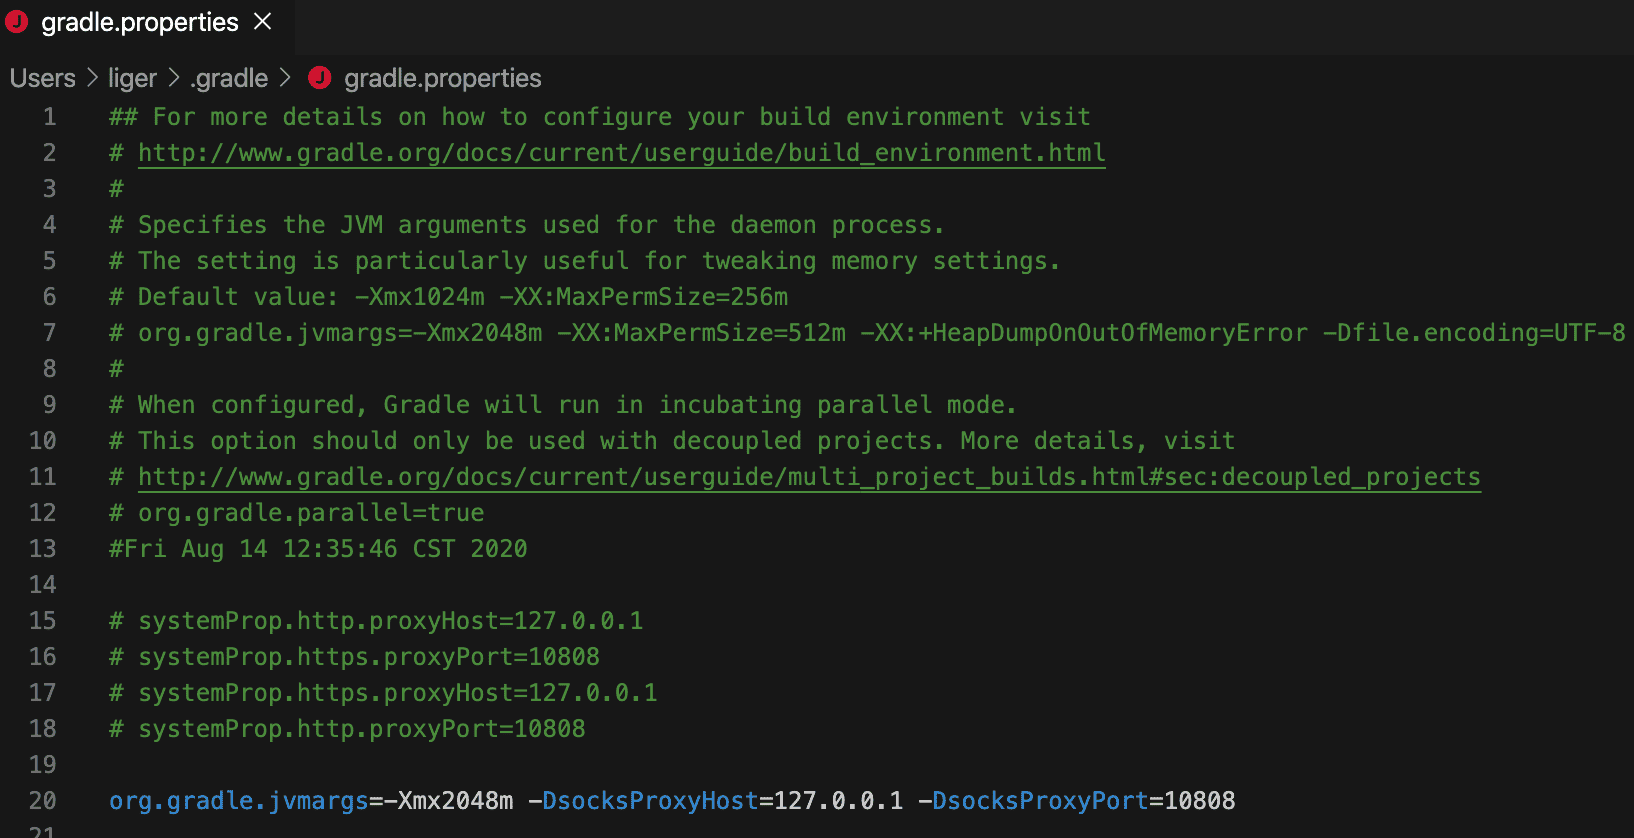 gradle.properties
Users > liger > .gradle > gradle.properties
1 ## For more details on how to configure your build environment visit
2 # http://www.gradle.org/docs/current/userguide/build_environment.html
3 #
4 # Specifies the JVM arguments used for the daemon process.
5 # The setting is particularly useful for tweaking memory settings.
6 # Default value: -Xmx1024m -XX:MaxPermSize=256m
7 # org.gradle.jvmargs=-Xmx2048m -XX:MaxPermSize=512m -XX:+HeapDumpOnOutOfMemoryError -Dfile.encoding=UTF-8
8 #
9 # When configured, Gradle will run in incubating parallel mode.
10 # This option should only be used with decoupled projects. More details, visit
11 # http://www.gradle.org/docs/current/userguide/multi_project_builds.html#sec:decoupled_projects
12 # org.gradle.parallel=true
13 #Fri Aug 14 12:35:46 CST 2020
14
15 # systemProp.http.proxyHost=127.0.0.1
16 # systemProp.https.proxyPort=10808
17 # systemProp.https.proxyHost=127.0.0.1
18 # systemProp.http.proxyPort=10808
19
20 org.gradle.jvmargs=-Xmx2048m -DsocksProxyHost=127.0.0.1 -DsocksProxyPort=10808
21